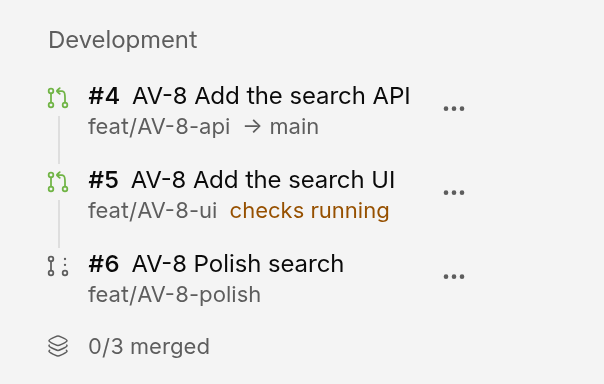 Development
#4 AV-8 Add the search API
feat/AV-8-api → main
#5 AV-8 Add the search UI
feat/AV-8-ui checks running
#6 AV-8 Polish search
feat/AV-8-polish
0/3 merged